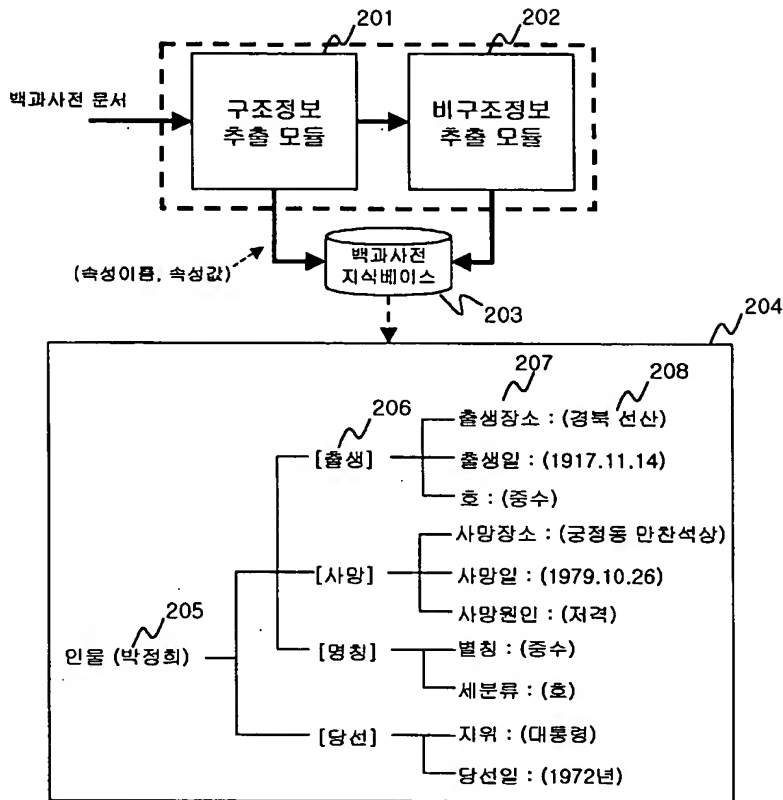 201
202
백과사전 문서
구조정보
추출 모듈
비구조정보
추출 모듈
(속성이름, 속성값)
백과사전
지식베이스
203
204
207
208
206
출생장소 : (경북 선산)
[출생]
출생일 : (1917.11.14)
호 : (중수)
사망장소 : (궁정동 만찬석상)
[사망]
사망일 : (1979.10.26)
205
사망원인 : (저격)
인물 (박정희)
[명칭]
별칭 : (중수)
세분류 : (호)
[당선]
지위 : (대통령)
당선일 : (1972년)